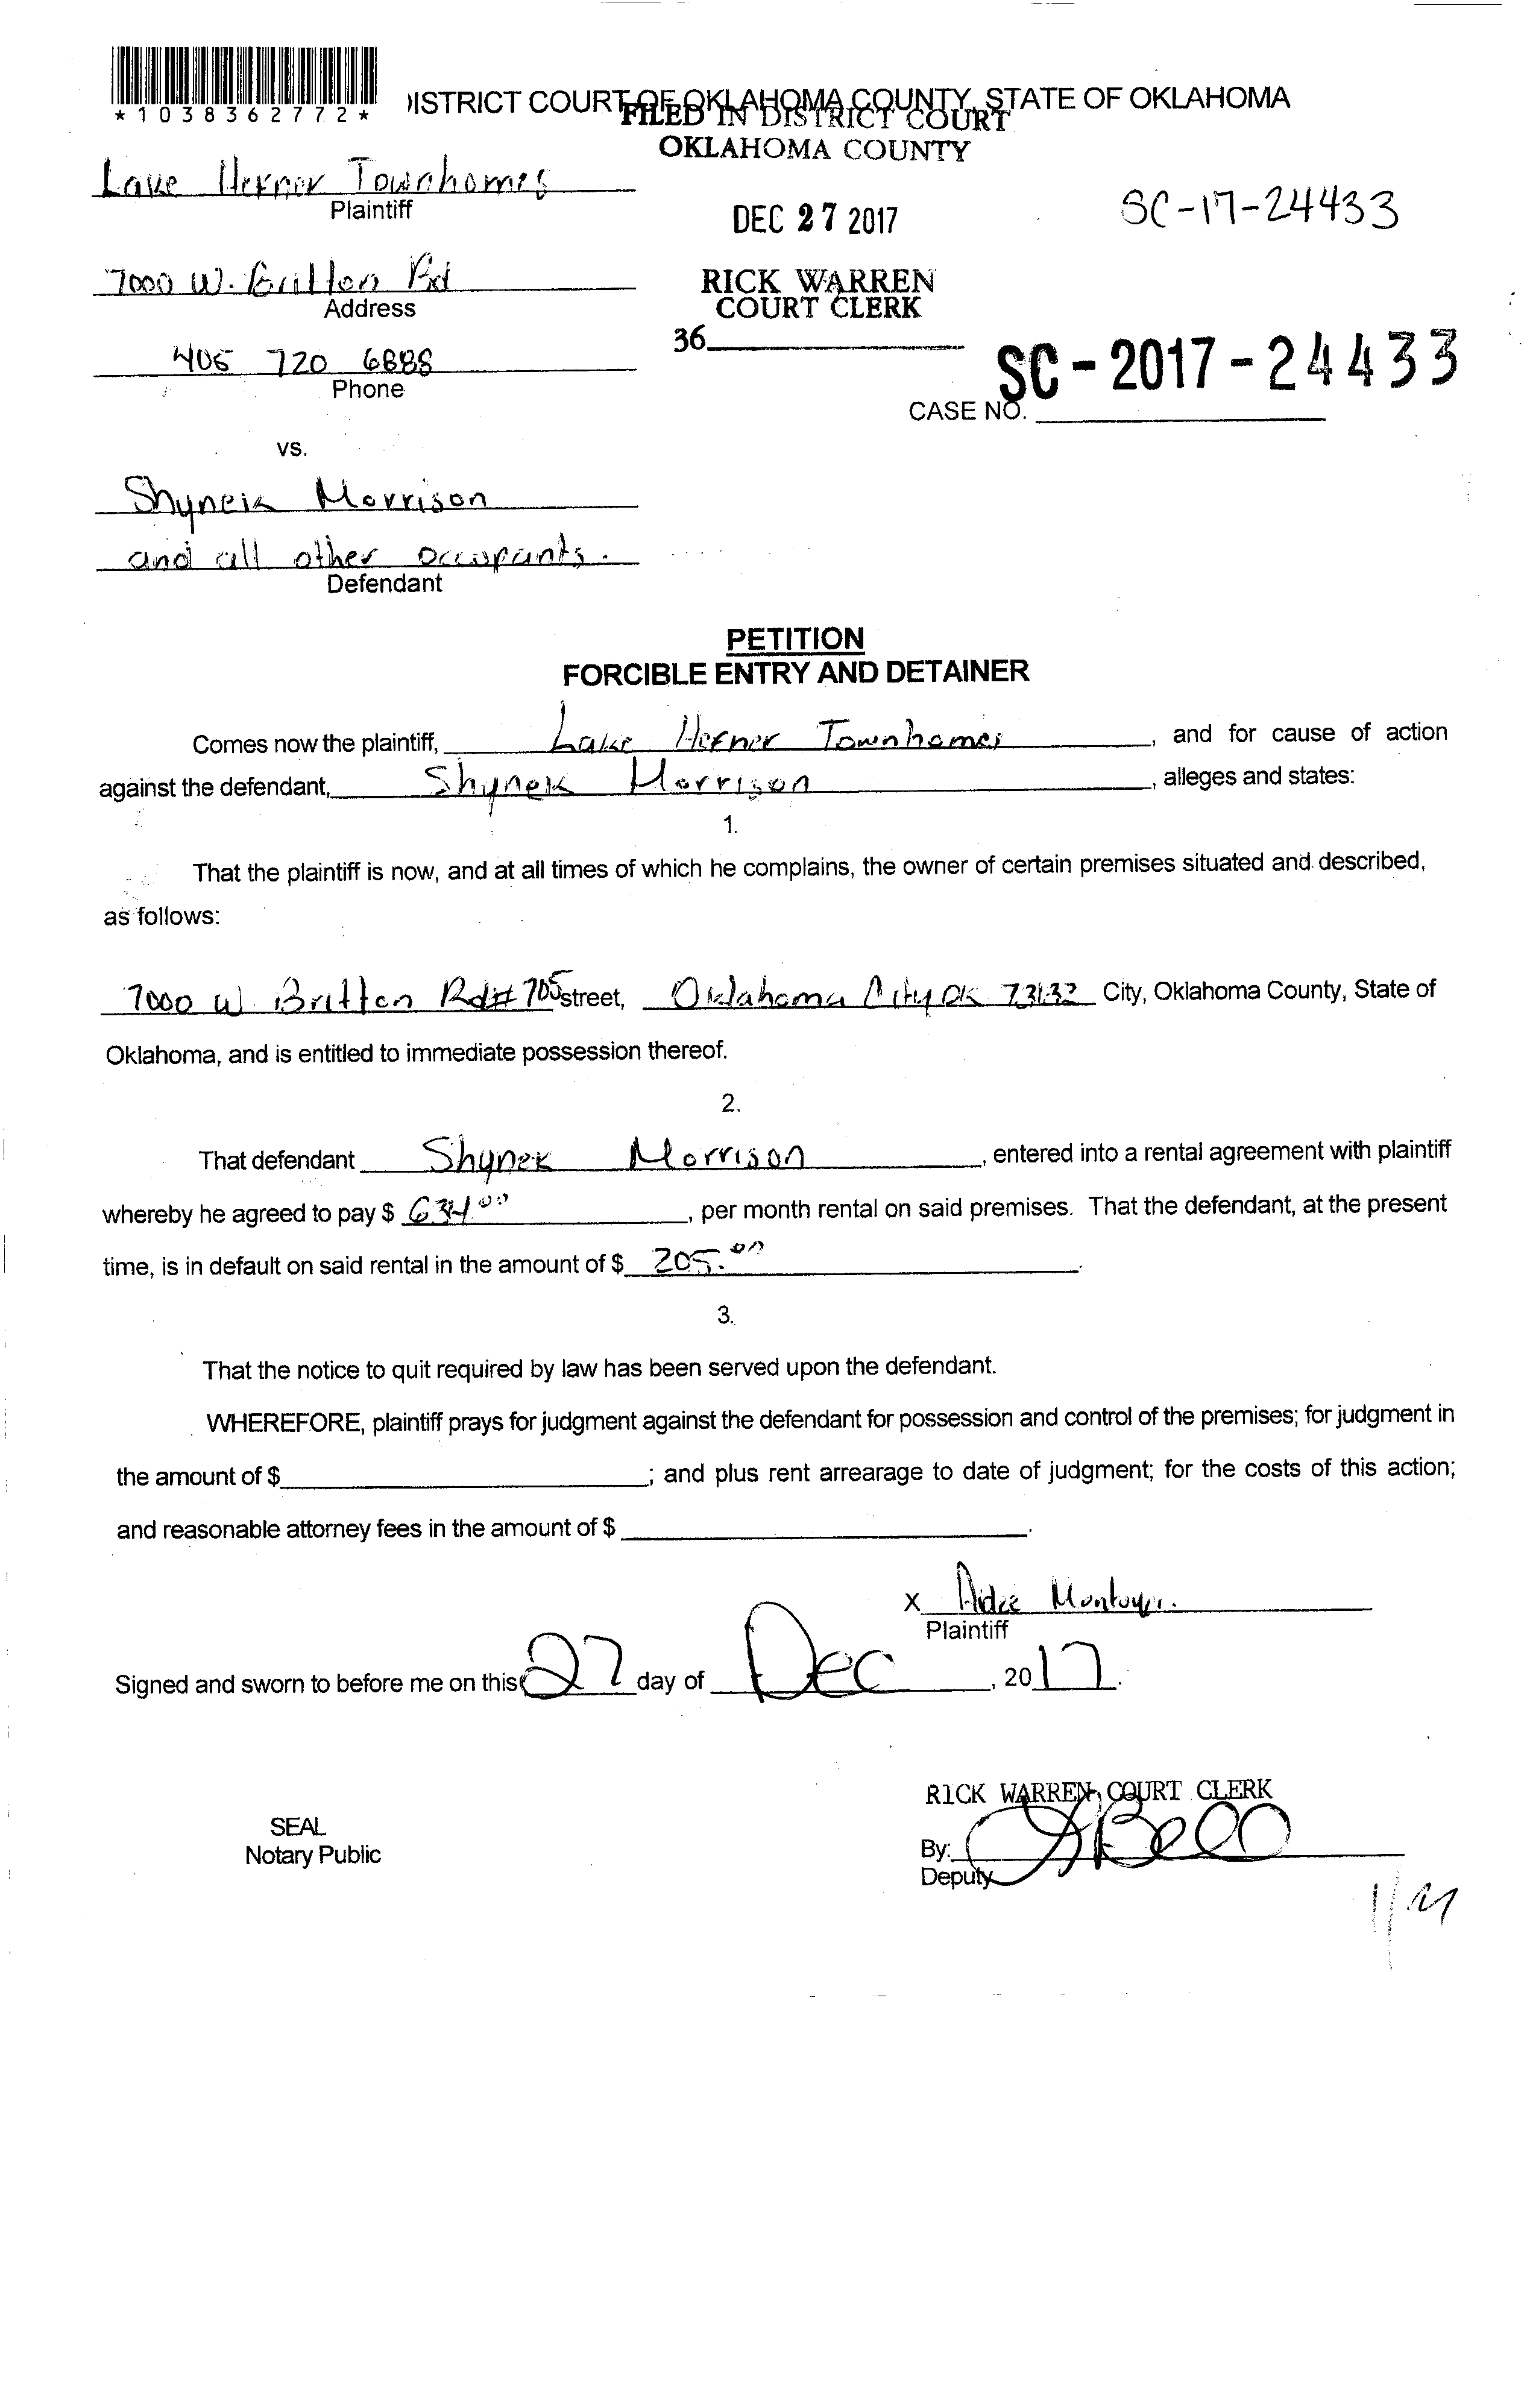 *1038362772*
ISTRICT COURT OF OKLAHOMA COUNTY, STATE OF OKLAHOMA
FILED IN DISTRICT COURT
OKLAHOMA COUNTY
Lake Hefner Townhomes
Plaintiff
DEC 27 2017
SC-17-24433
7000 W. Britton Rd
Address
RICK WARREN
COURT CLERK
36
405 720 6888
Phone
SC-2017-24433
CASE NO.
vs.
Shyneik Morrison
and all other occupants.
Defendant
PETITION
FORCIBLE ENTRY AND DETAINER
Comes now the plaintiff, Lake Hefner Townhomes, and for cause of action
against the defendant, Shyneik Morrison, alleges and states:
1.
That the plaintiff is now, and at all times of which he complains, the owner of certain premises situated and described,
as follows:
7000 W. Britton Rd# 705 street, Oklahoma City OK 73132 City, Oklahoma County, State of
Oklahoma, and is entitled to immediate possession thereof.
2.
That defendant Shynek Morrison, entered into a rental agreement with plaintiff
whereby he agreed to pay $ 634.00, per month rental on said premises. That the defendant, at the present
time, is in default on said rental in the amount of $ 205.00.
3.
That the notice to quit required by law has been served upon the defendant.
WHEREFORE, plaintiff prays for judgment against the defendant for possession and control of the premises; for judgment in
the amount of $ ; and plus rent arrearage to date of judgment; for the costs of this action;
and reasonable attorney fees in the amount of $ .
X Aidee Montoya.
Plaintiff
Signed and sworn to before me on this 27 day of Dec, 2017.
RICK WARREN, COURT CLERK
SEAL
Notary Public
By: Bell
Deputy